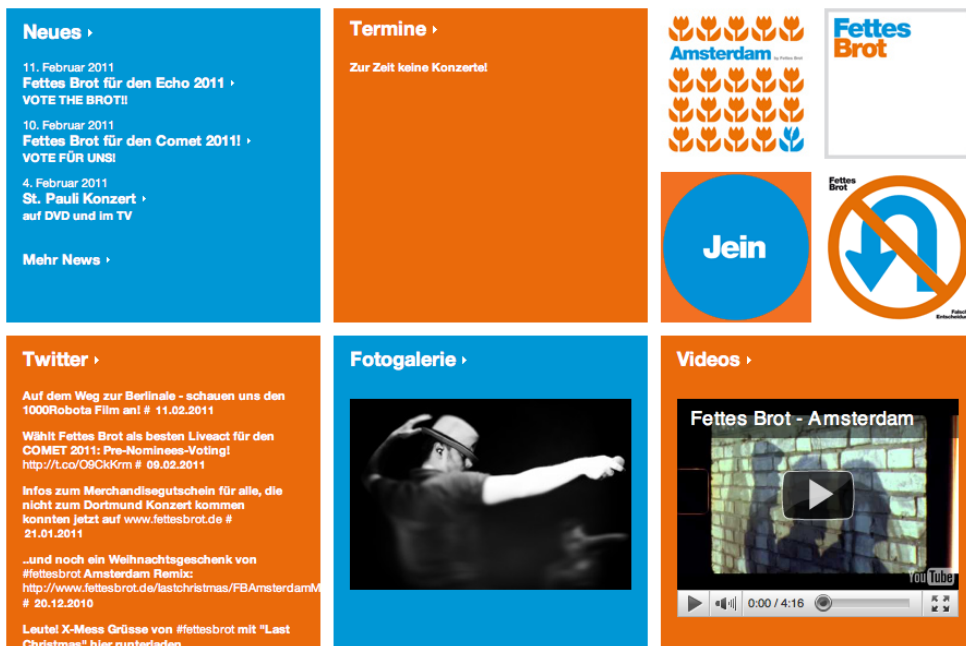 Neues
11. Februar 2011
Fettes Brot für den Echo 2011
VOTE THE BROT!!
10. Februar 2011
Fettes Brot für den Comet 2011!
VOTE FÜR UNS!
4. Februar 2011
St. Pauli Konzert
auf DVD und im TV
Mehr News
Termine
Zur Zeit keine Konzerte!
Amsterdam by Fettes Brot
Fettes
Brot
Jein
Fettes
Brot
Falsche
Twitter
Auf dem Weg zur Berlinale - schauen uns den
1000Robota Film an! # 11.02.2011
Wählt Fettes Brot als besten Liveact für den
COMET 2011: Pre-Nominees-Voting!
http://t.co/O9CkKrm # 09.02.2011
Infos zum Merchandisegutschein für alle, die
nicht zum Dortmund Konzert kommen
konnten jetzt auf www.fettesbrot.de #
21.01.2011
..und noch ein Weihnachtsgeschenk von
#fettesbrot Amsterdam Remix:
http://www.fettesbrot.de/lastchristmas/FBAmsterdamM
# 20.12.2010
Leute! X-Mess Grüsse von #fettesbrot mit "Last
Christmas" hier runterladen
Fotogalerie
Videos
Fettes Brot - Amsterdam
YouTube
0:00 / 4:16